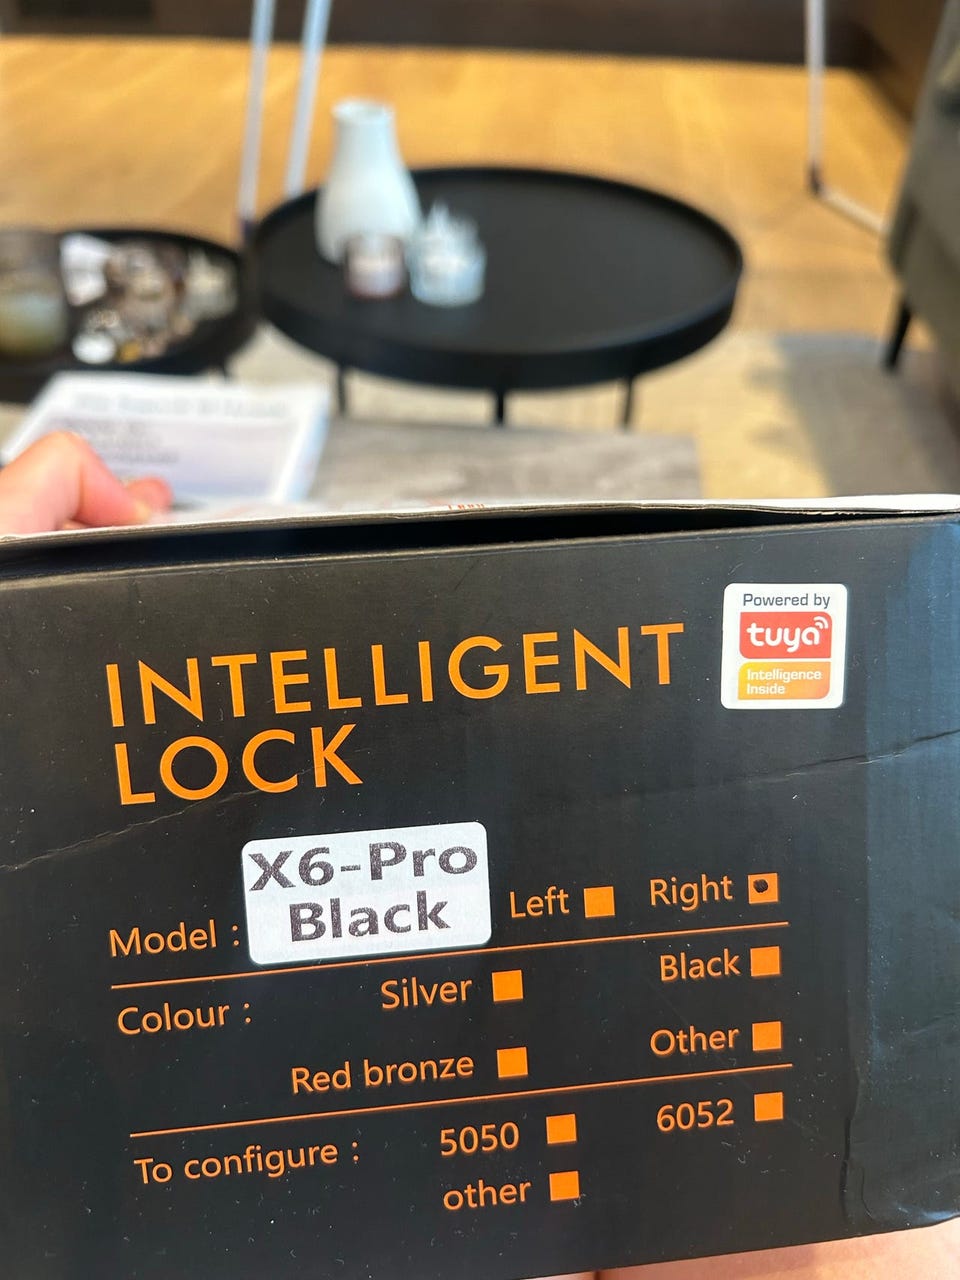 Powered by
tuya
Intelligence
Inside
INTELLIGENT
LOCK
X6-Pro
Black
Model : Left Right
Colour : Silver Black
Red bronze Other
To configure : 5050 6052
other